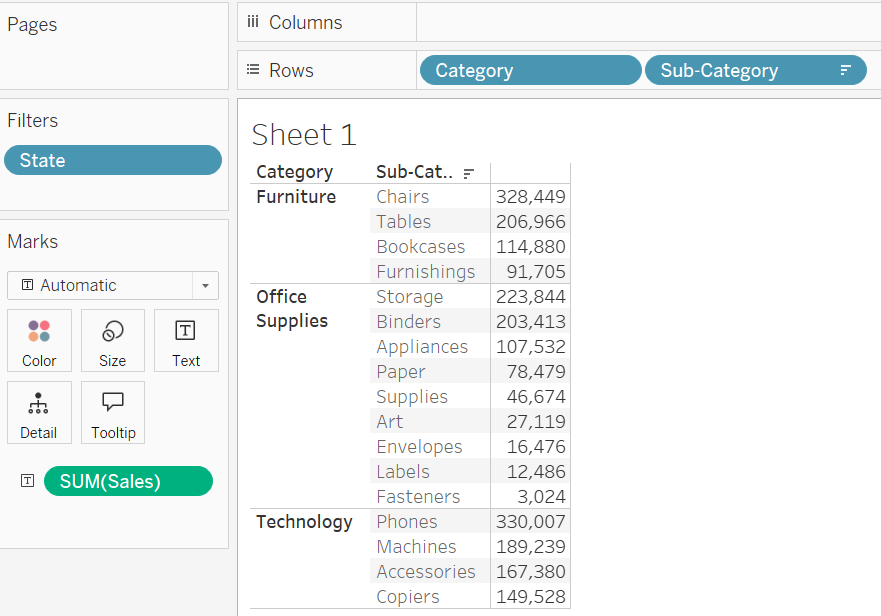 Pages
Columns
Rows
Category
Sub-Category
Filters
State
Marks
Automatic
Color
Size
Text
Detail
Tooltip
SUM(Sales)
Sheet 1
Category Sub-Cat..
Furniture Chairs 328,449
Tables 206,966
Bookcases 114,880
Furnishings 91,705
Office Storage 223,844
Supplies Binders 203,413
Appliances 107,532
Paper 78,479
Supplies 46,674
Art 27,119
Envelopes 16,476
Labels 12,486
Fasteners 3,024
Technology Phones 330,007
Machines 189,239
Accessories 167,380
Copiers 149,528